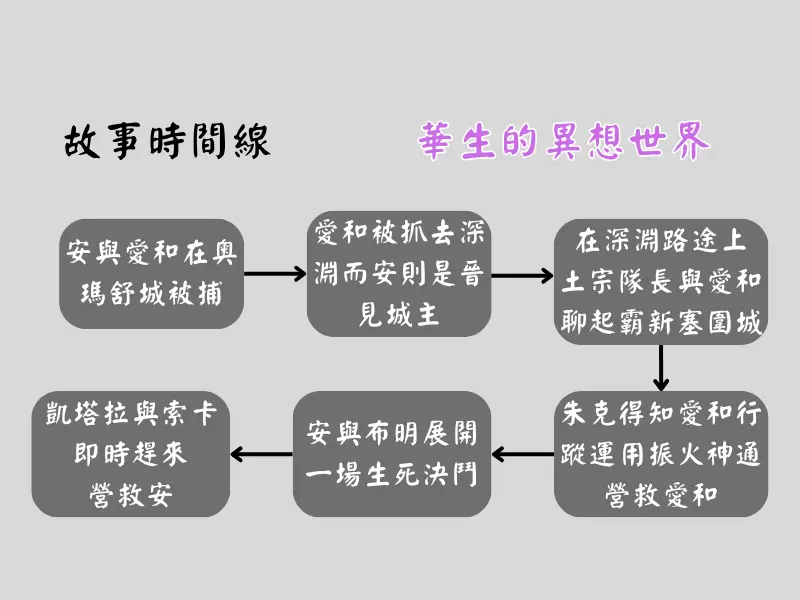 故事時間線
華生的異想世界
安與愛和在奧
瑪舒城被捕
愛和被抓去深
淵而安則是晉
見城主
在深淵路途上
土宗隊長與愛和
聊起霸新塞圍城
朱克得知愛和行
蹤運用振火神通
營救愛和
安與布明展開
一場生死決鬥
凱塔拉與索卡
即時趕來
營救安